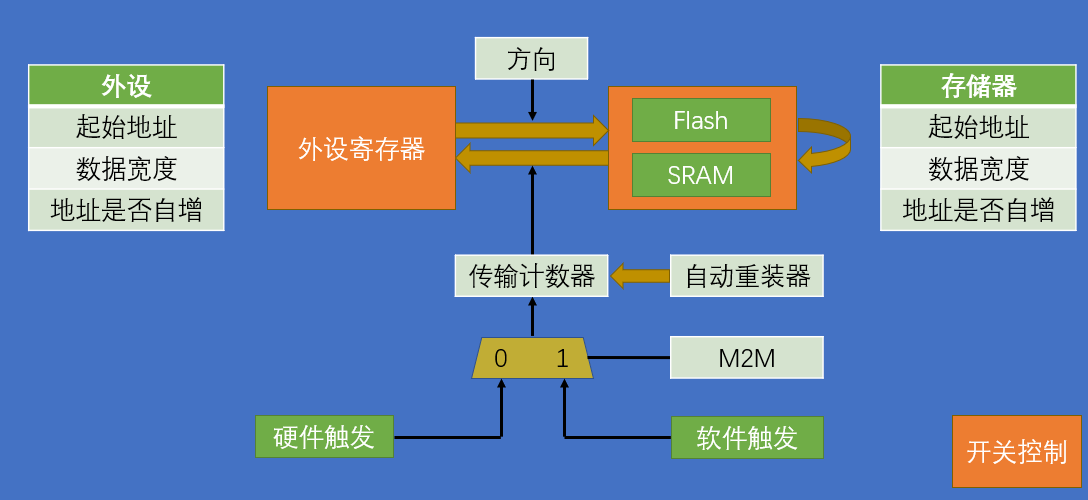 方向
外设
起始地址
数据宽度
地址是否自增
外设寄存器
Flash
SRAM
存储器
起始地址
数据宽度
地址是否自增
传输计数器
自动重装器
0
1
M2M
硬件触发
软件触发
开关控制